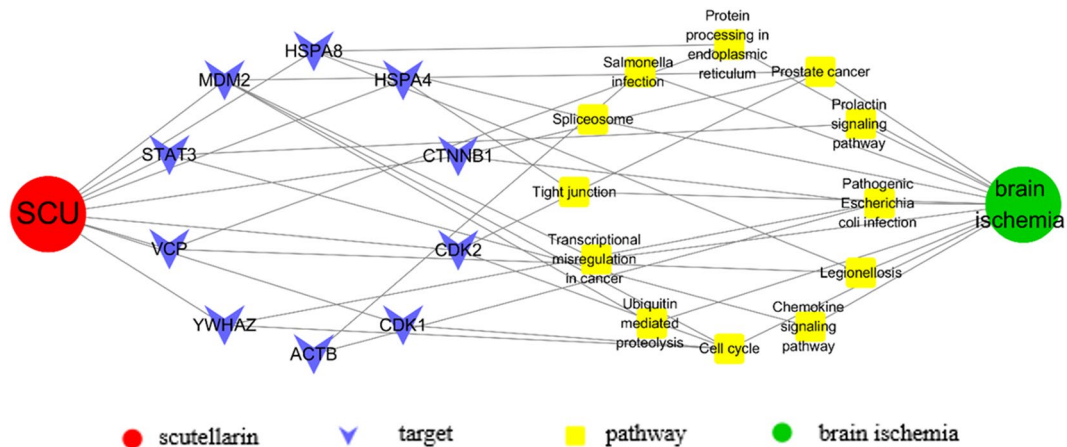 SCU
HSPA8
MDM2
HSPA4
STAT3
CTNNB1
VCP
CDK2
YWHAZ
CDK1
ACTB
Protein
processing in
endoplasmic
reticulum
Salmonella
infection
Prostate cancer
Prolactin
signaling
pathway
Spliceosome
Tight junction
Pathogenic
Escherichia
coli infection
Transcriptional
misregulation
in cancer
Legionellosis
Ubiquitin
mediated
proteolysis
Chemokine
signaling
pathway
Cell cycle
brain
ischemia
scutellarin
target
pathway
brain ischemia